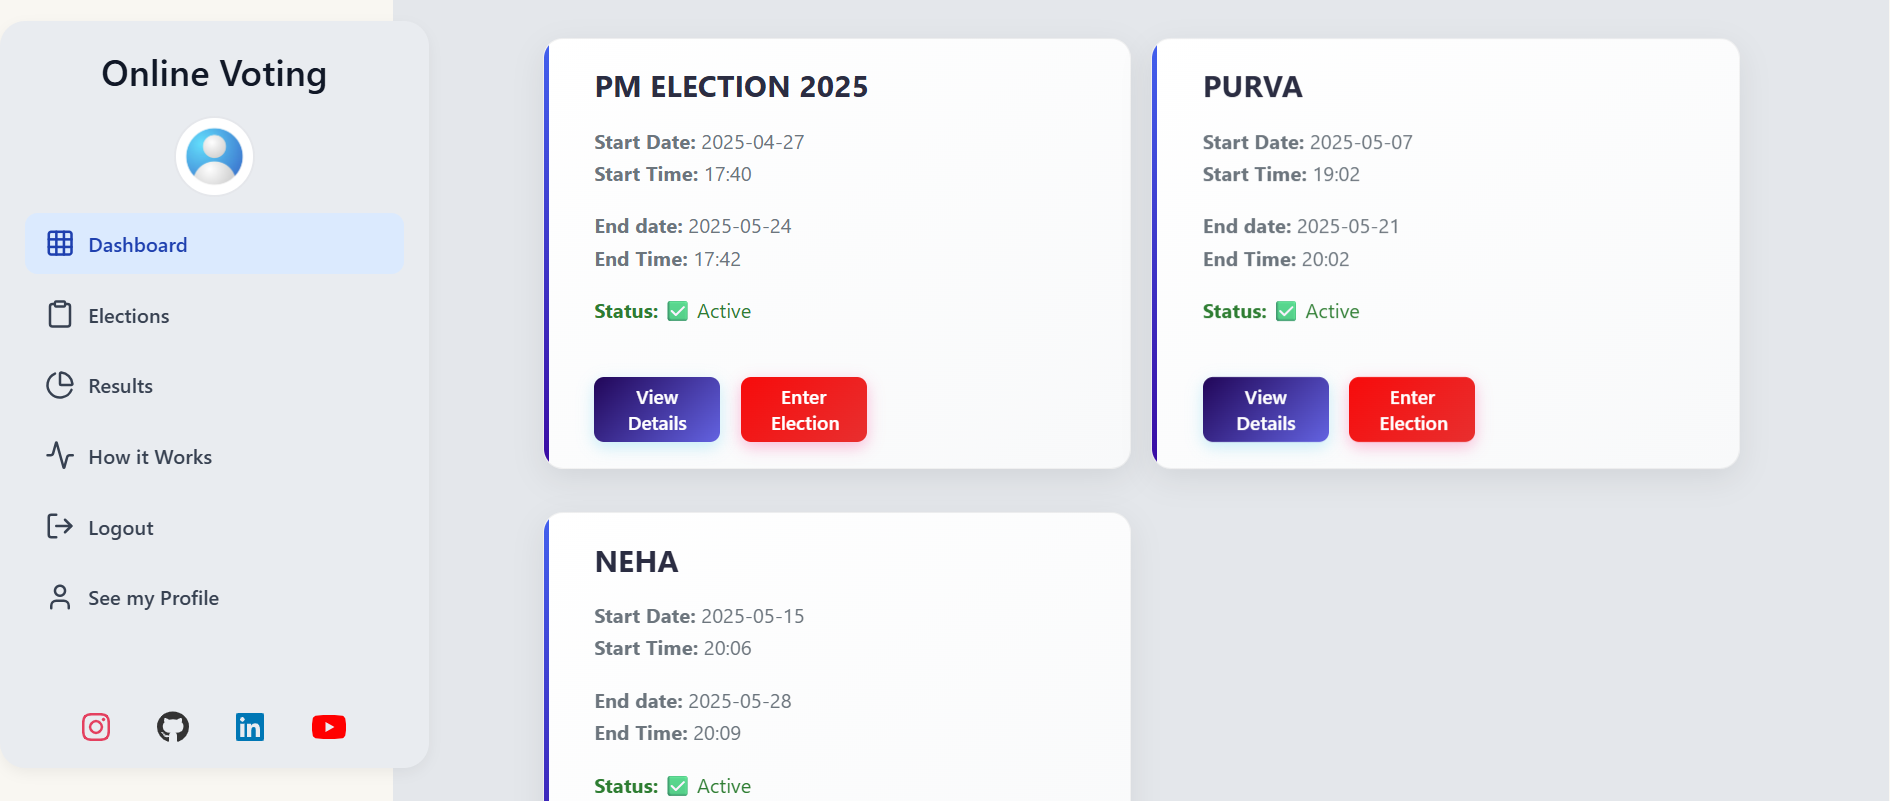 Online Voting
Dashboard
Elections
Results
How it Works
Logout
See my Profile
in
PM ELECTION 2025
Start Date: 2025-04-27
Start Time: 17:40
End date: 2025-05-24
End Time: 17:42
Status: ✅ Active
View
Details
Enter
Election
PURVA
Start Date: 2025-05-07
Start Time: 19:02
End date: 2025-05-21
End Time: 20:02
Status: ✅ Active
View
Details
Enter
Election
NEHA
Start Date: 2025-05-15
Start Time: 20:06
End date: 2025-05-28
End Time: 20:09
Status: ✅ Active